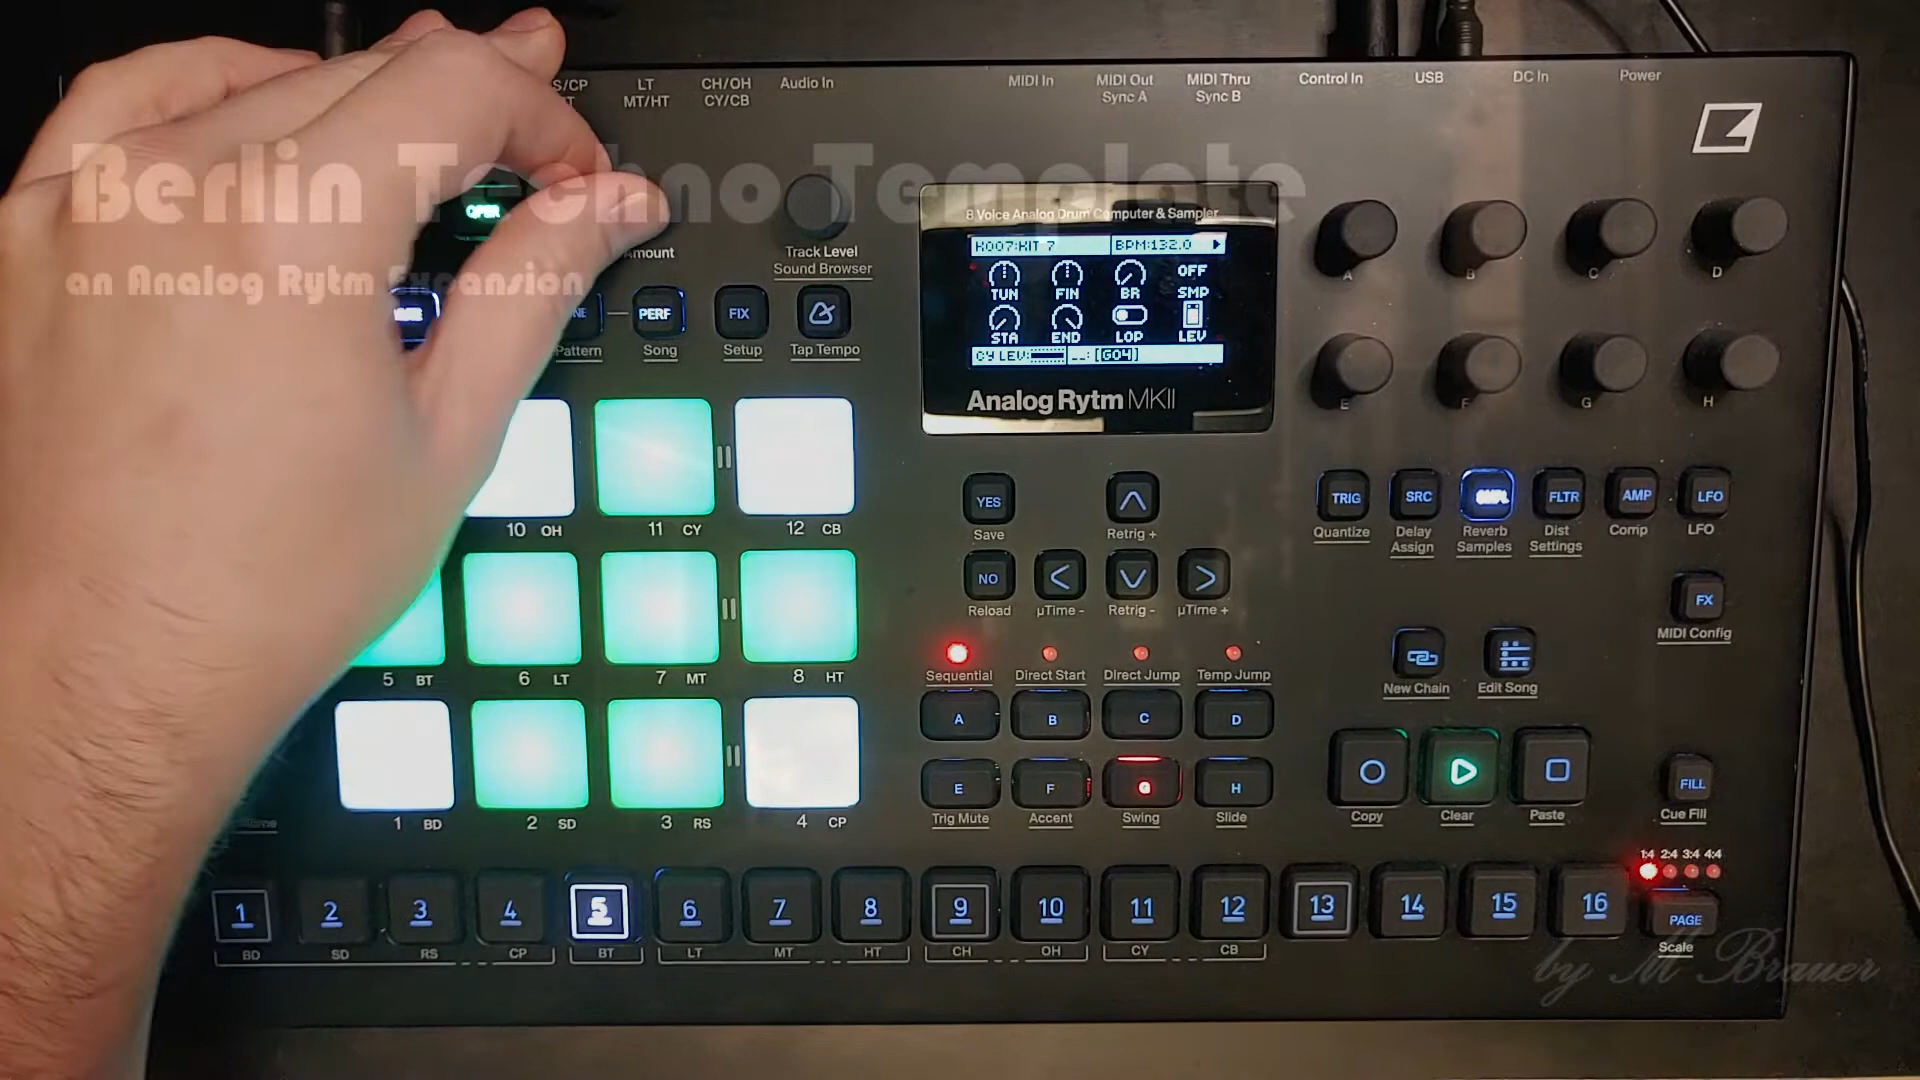 LT
MT/HT
CH/OH
CY/CB
Audio In
MIDI In
MIDI Out
Sync A
MIDI Thru
Sync B
Control In
USB
DC In
Power
Berlin Techno Template
an Analog Rytm Expansion
Amount
Track Level
Sound Browser
8 Voice Analog Drum Computer & Sampler
K007:KIT 7
BPM:132.0
TUN
FIN
BR
OFF
SMP
STA
END
LOP
LEV
CY LEV:
[G04]
Analog Rytm MKII
A
B
C
D
E
F
G
H
PERF
FIX
Pattern
Song
Setup
Tap Tempo
10 OH
11 CY
12 CB
5 BT
6 LT
7 MT
8 HT
1 BD
2 SD
3 RS
4 CP
YES
Save
Retrig +
NO
Reload
µTime -
Retrig -
µTime +
TRIG
SRC
SMPL
FLTR
AMP
LFO
Quantize
Delay
Assign
Reverb
Samples
Dist
Settings
Comp
LFO
FX
MIDI Config
New Chain
Edit Song
Sequential
Direct Start
Direct Jump
Temp Jump
A
B
C
D
E
F
G
H
Trig Mute
Accent
Swing
Slide
Copy
Clear
Paste
FILL
Cue Fill
1:4 2:4 3:4 4:4
PAGE
Scale
1
2
3
4
5
6
7
8
9
10
11
12
13
14
15
16
BD
SD
RS
CP
BT
LT
MT
HT
CH
OH
CY
CB
by M Brauer